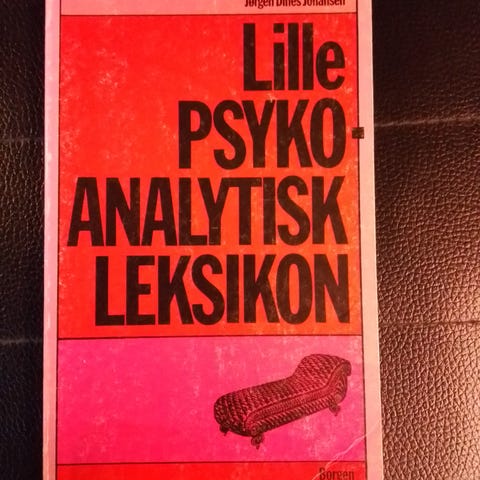 Jørgen Dines Johansen
Lille
PSYKO-
ANALYTISK
LEKSIKON
Borgen